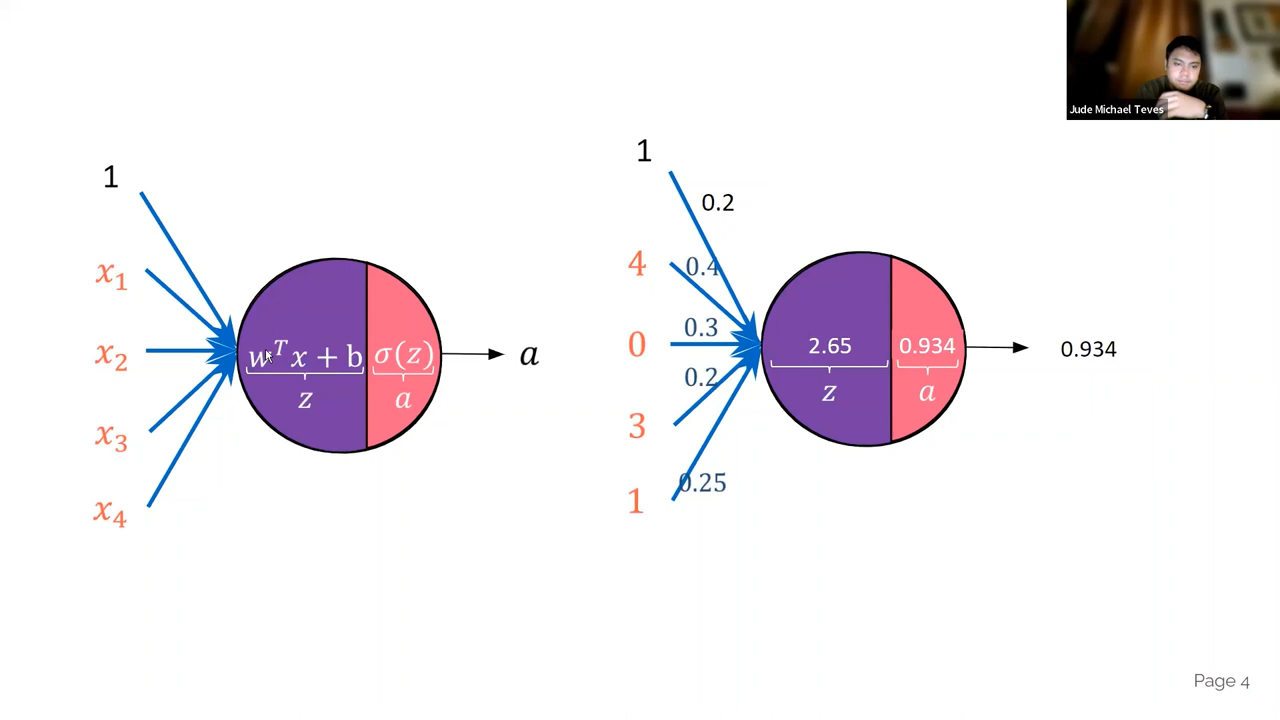 Jude Michael Teves
1
x₁
x₂
x₃
x₄
wᵀx + b
z
σ(z)
a
a
1
0.2
4
0.4
0
0.3
3
0.2
1
0.25
2.65
z
0.934
a
0.934
Page 4